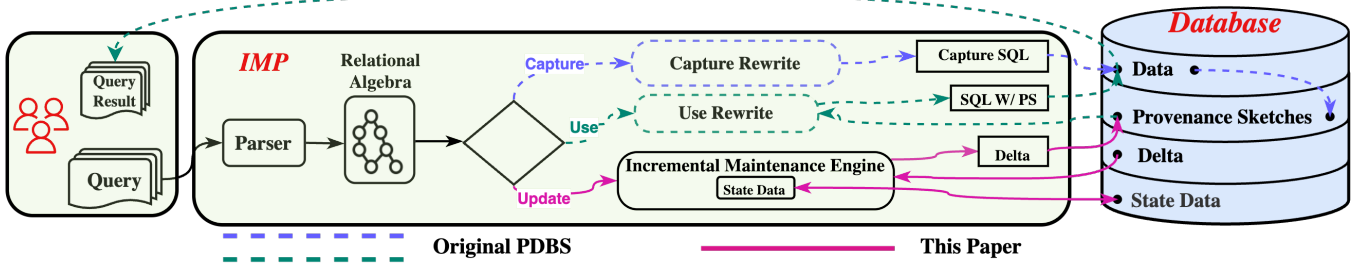 Database
IMP
Relational
Algebra
Query
Result
Query
Parser
Capture
Use
Update
Capture Rewrite
Use Rewrite
Incremental Maintenance Engine
State Data
Capture SQL
SQL W/ PS
Delta
Data
Provenance Sketches
Delta
State Data
Original PDBS
This Paper